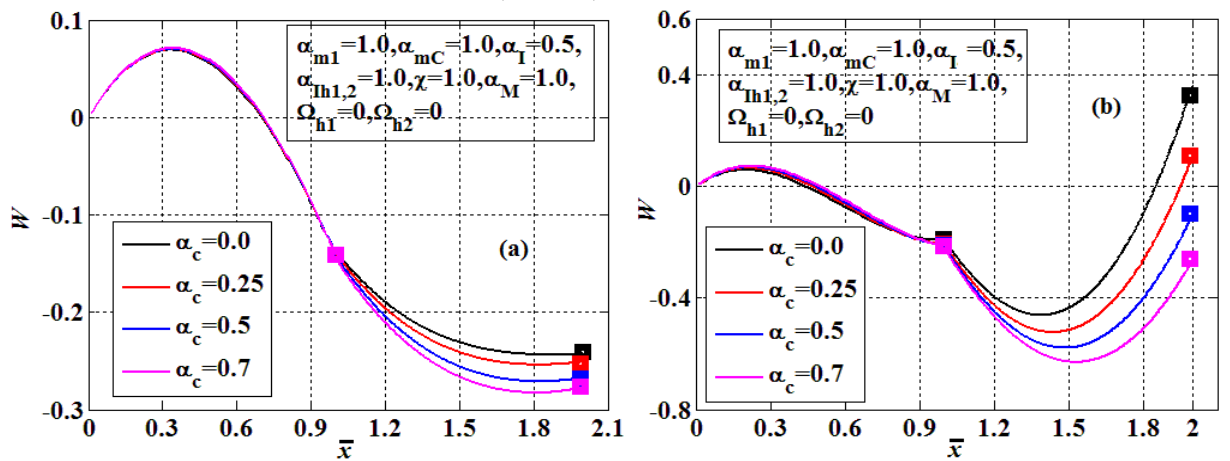 0.1
0
-0.1
-0.2
-0.3
W
α_m1=1.0,α_mC=1.0,α_I=0.5,
α_Ih1,2=1.0,χ=1.0,α_M=1.0,
Ω_h1=0,Ω_h2=0
α_c=0.0
α_c=0.25
α_c=0.5
α_c=0.7
(a)
0 0.3 0.6 0.9 1.2 1.5 1.8 2.1
x̄
0.6
0.4
0
-0.4
-0.8
W
α_m1=1.0,α_mC=1.0,α_I=0.5,
α_Ih1,2=1.0,χ=1.0,α_M=1.0,
Ω_h1=0,Ω_h2=0
(b)
α_c=0.0
α_c=0.25
α_c=0.5
α_c=0.7
0 0.3 0.6 0.9 1.2 1.5 1.8 2
x̄